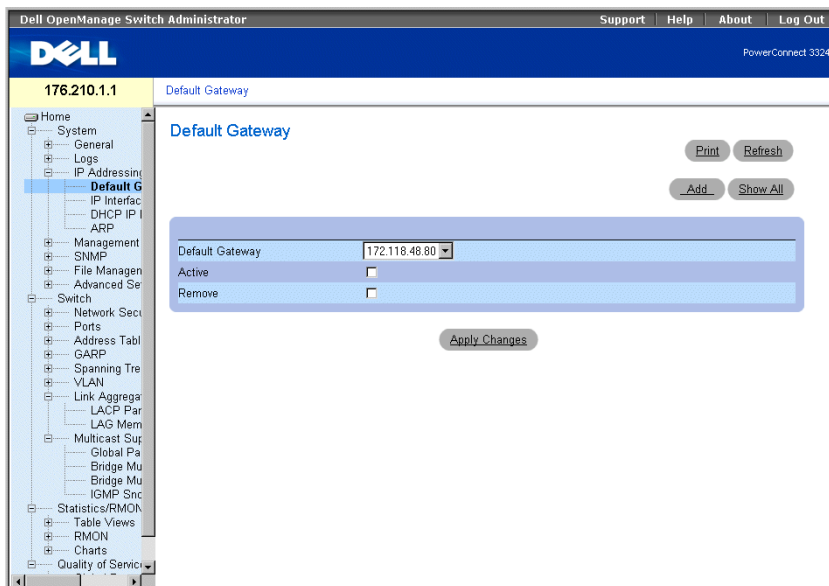 Dell OpenManage Switch Administrator Support Help About Log Out
DELL
PowerConnect 3324
176.210.1.1
Default Gateway
Home
System
General
Logs
IP Addressing
Default G
IP Interfac
DHCP IP I
ARP
Management
SNMP
File Managen
Advanced Se
Switch
Network Secu
Ports
Address Tabl
GARP
Spanning Tre
VLAN
Link Aggrega
LACP Par
LAG Mem
Multicast Sup
Global Pa
Bridge Mu
Bridge Mu
IGMP Sno
Statistics/RMON
Table Views
RMON
Charts
Quality of Servic
Default Gateway
Print Refresh
Add Show All
Default Gateway 172.118.48.80
Active
Remove
Apply Changes